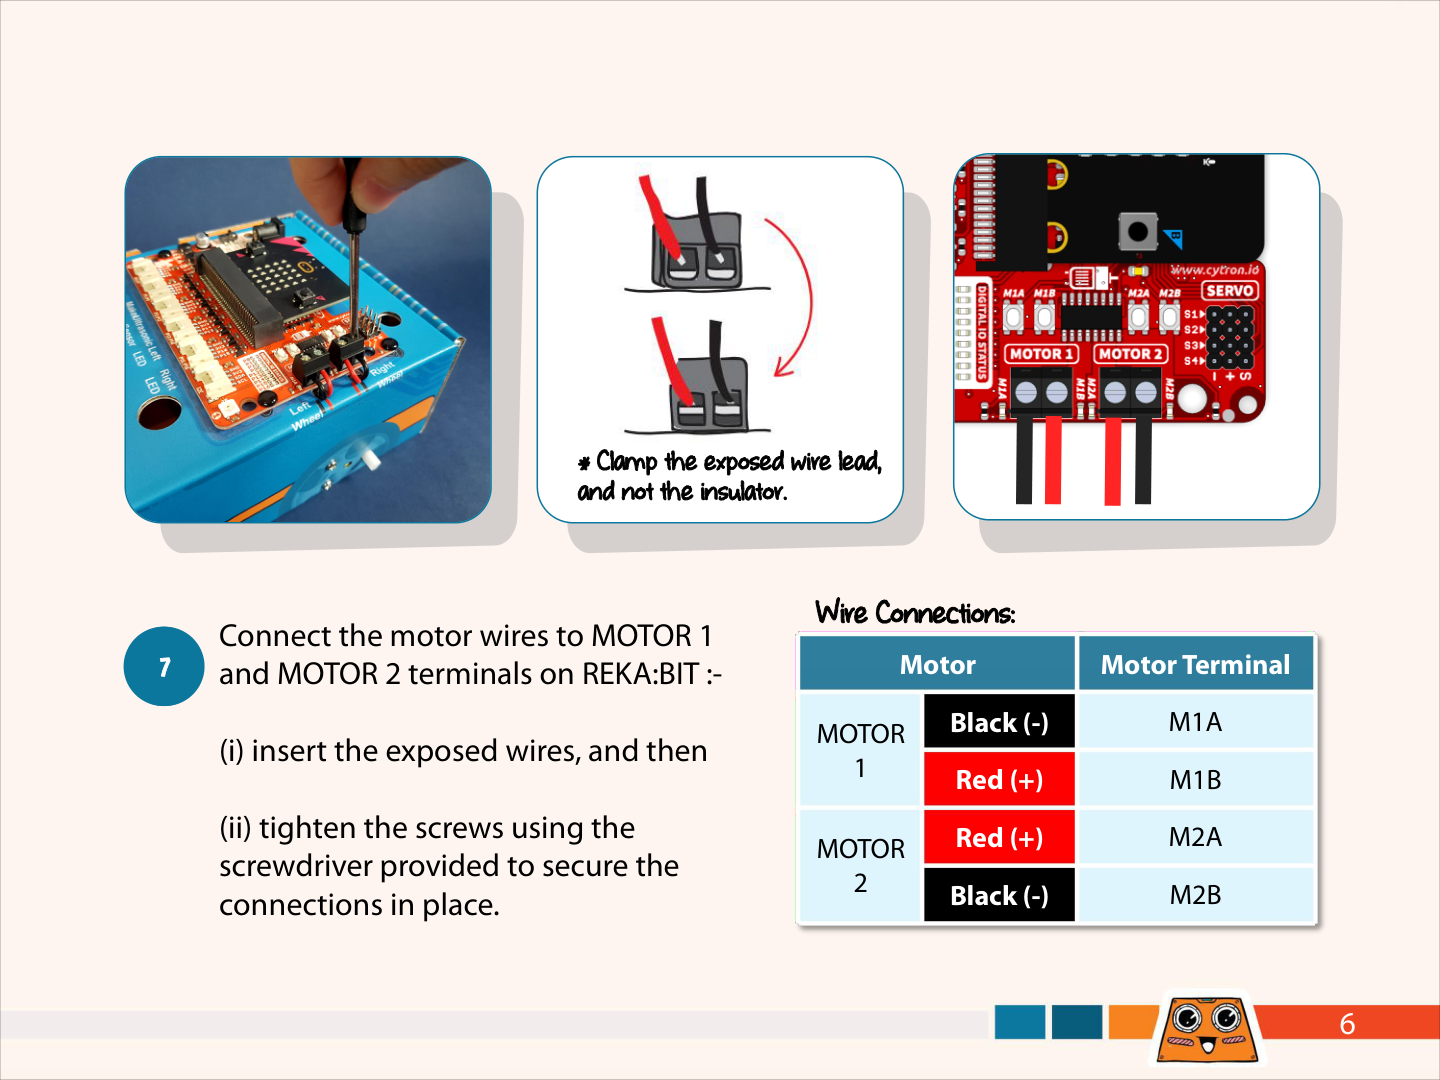 Maker
Ultrasonic
Sensor
Left
LED
Right
LED
Left
Wheel
Right
Wheel
* Clamp the exposed wire lead,
and not the insulator.
B
www.cytron.io
M1A M1B M2A M2B
SERVO
S1
S2
S3
S4
- + S
DIGITAL IO STATUS
MOTOR 1 MOTOR 2
M1A M1B M2A M2B
7
Connect the motor wires to MOTOR 1
and MOTOR 2 terminals on REKA:BIT :-
(i) insert the exposed wires, and then
(ii) tighten the screws using the
screwdriver provided to secure the
connections in place.
Wire Connections:
Motor Motor Terminal
MOTOR
1
Black (-) M1A
Red (+) M1B
MOTOR
2
Red (+) M2A
Black (-) M2B
6